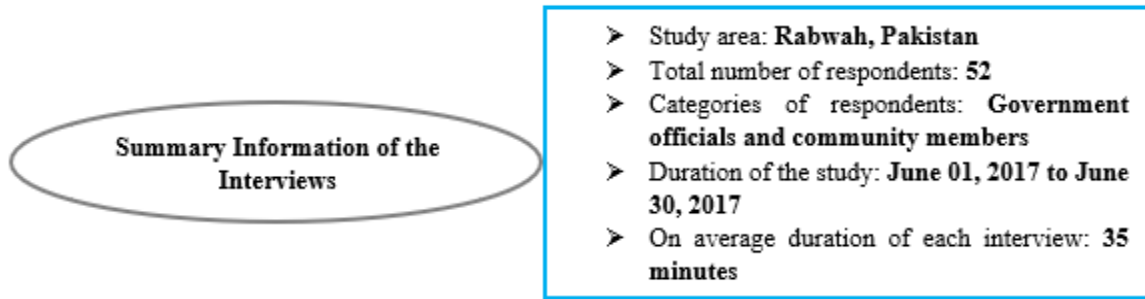 Summary Information of the
Interviews
➤ Study area: Rabwah, Pakistan
➤ Total number of respondents: 52
➤ Categories of respondents: Government
officials and community members
➤ Duration of the study: June 01, 2017 to June
30, 2017
➤ On average duration of each interview: 35
minutes